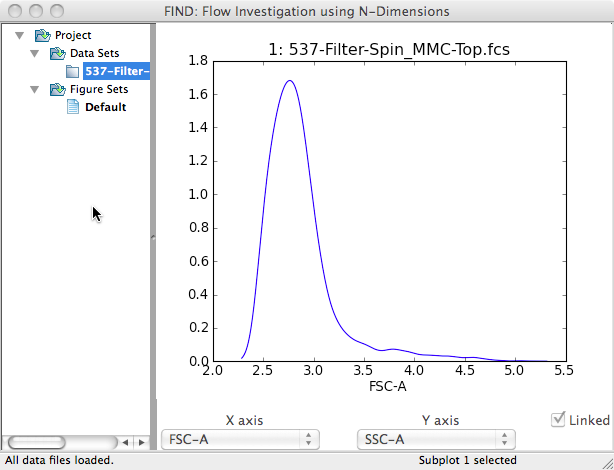 FIND: Flow Investigation using N-Dimensions
Project
Data Sets
537-Filter-
Figure Sets
Default
1: 537-Filter-Spin_MMC-Top.fcs
1.8
1.6
1.4
1.2
1.0
0.8
0.6
0.4
0.2
0.0
2.0 2.5 3.0 3.5 4.0 4.5 5.0 5.5
FSC-A
X axis Y axis Linked
FSC-A SSC-A
All data files loaded. Subplot 1 selected